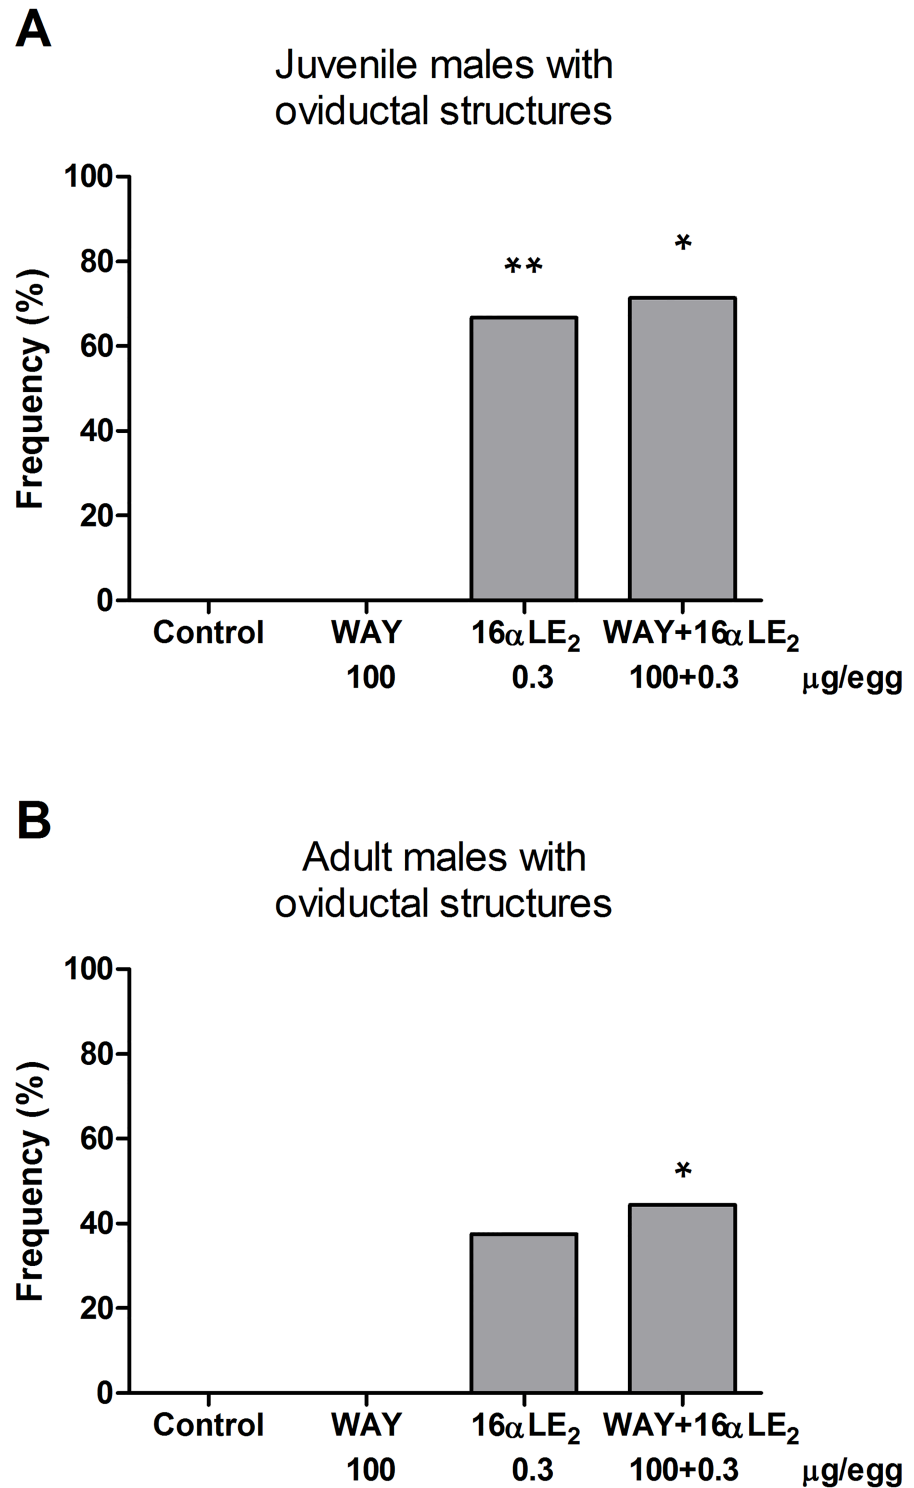 A
Juvenile males with
oviductal structures
Frequency (%)
100
80
60
40
20
0
**
*
Control WAY 16αLE₂ WAY+16αLE₂
100 0.3 100+0.3 µg/egg
B
Adult males with
oviductal structures
Frequency (%)
100
80
60
40
20
0
*
Control WAY 16αLE₂ WAY+16αLE₂
100 0.3 100+0.3 µg/egg